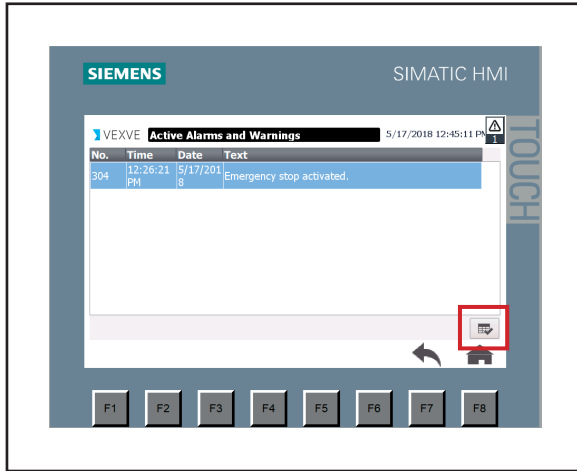 SIEMENS SIMATIC HMI
TOUCH
VEXVE Active Alarms and Warnings 5/17/2018 12:45:11 PM
1
No. Time Date Text
304 12:26:21 PM 5/17/2018 Emergency stop activated.
F1 F2 F3 F4 F5 F6 F7 F8